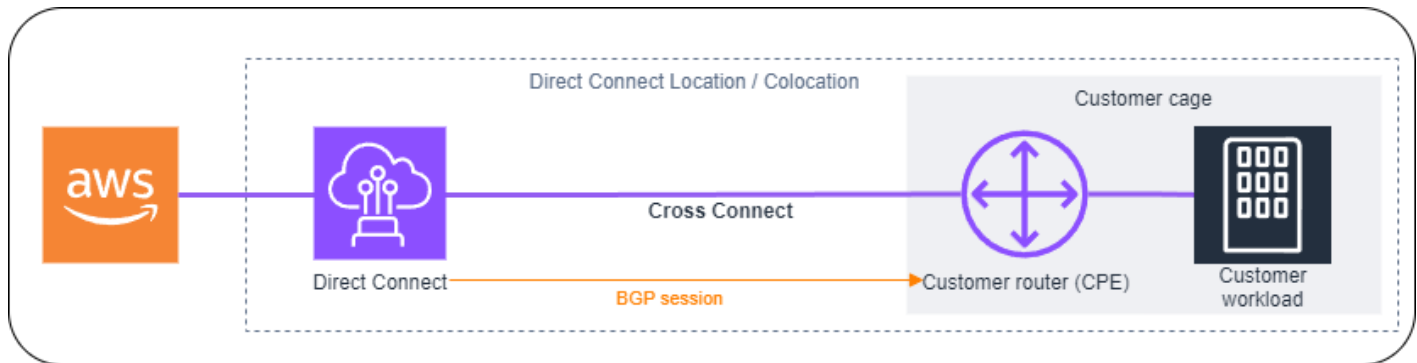 Direct Connect Location / Colocation
Customer cage
aws
Cross Connect
Direct Connect
BGP session
Customer router (CPE)
Customer
workload